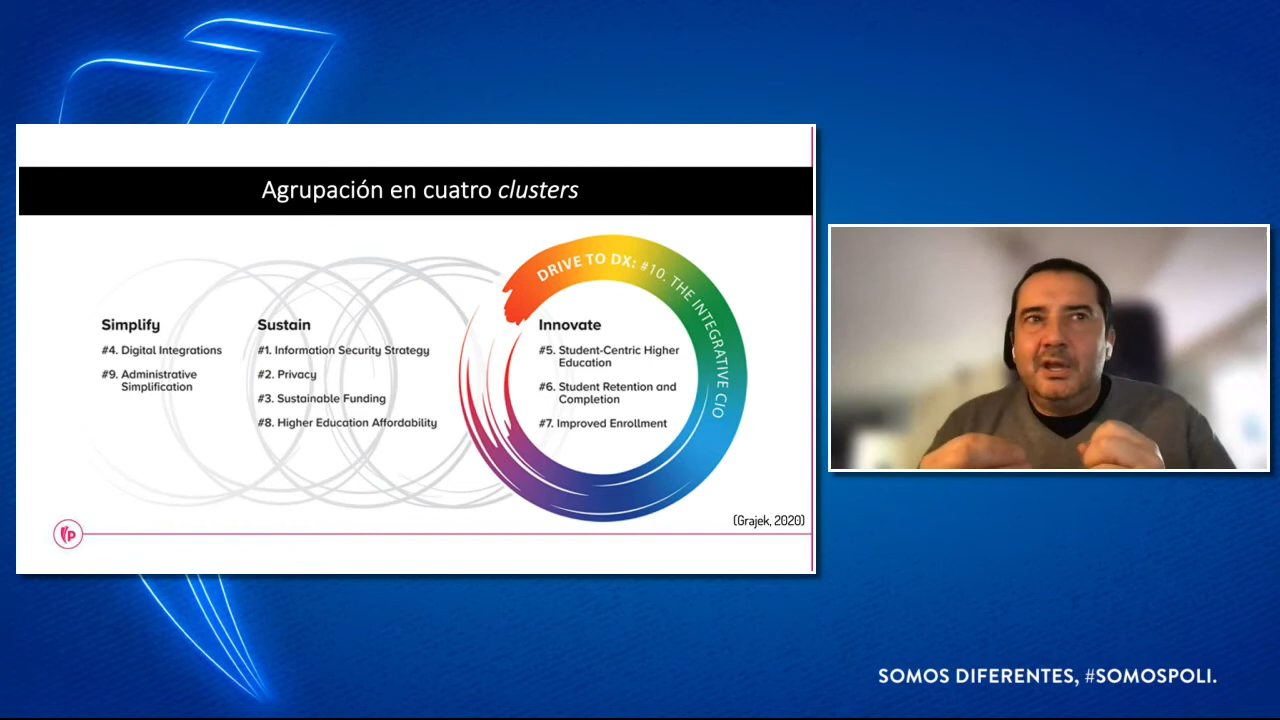 Agrupación en cuatro clusters
DRIVE TO DX: #10. THE INTEGRATIVE CIO
Simplify
#4. Digital Integrations
#9. Administrative
Simplification
Sustain
#1. Information Security Strategy
#2. Privacy
#3. Sustainable Funding
#8. Higher Education Affordability
Innovate
#5. Student-Centric Higher
Education
#6. Student Retention and
Completion
#7. Improved Enrollment
(Grajek, 2020)
P
SOMOS DIFERENTES, #SOMOSPOLI.